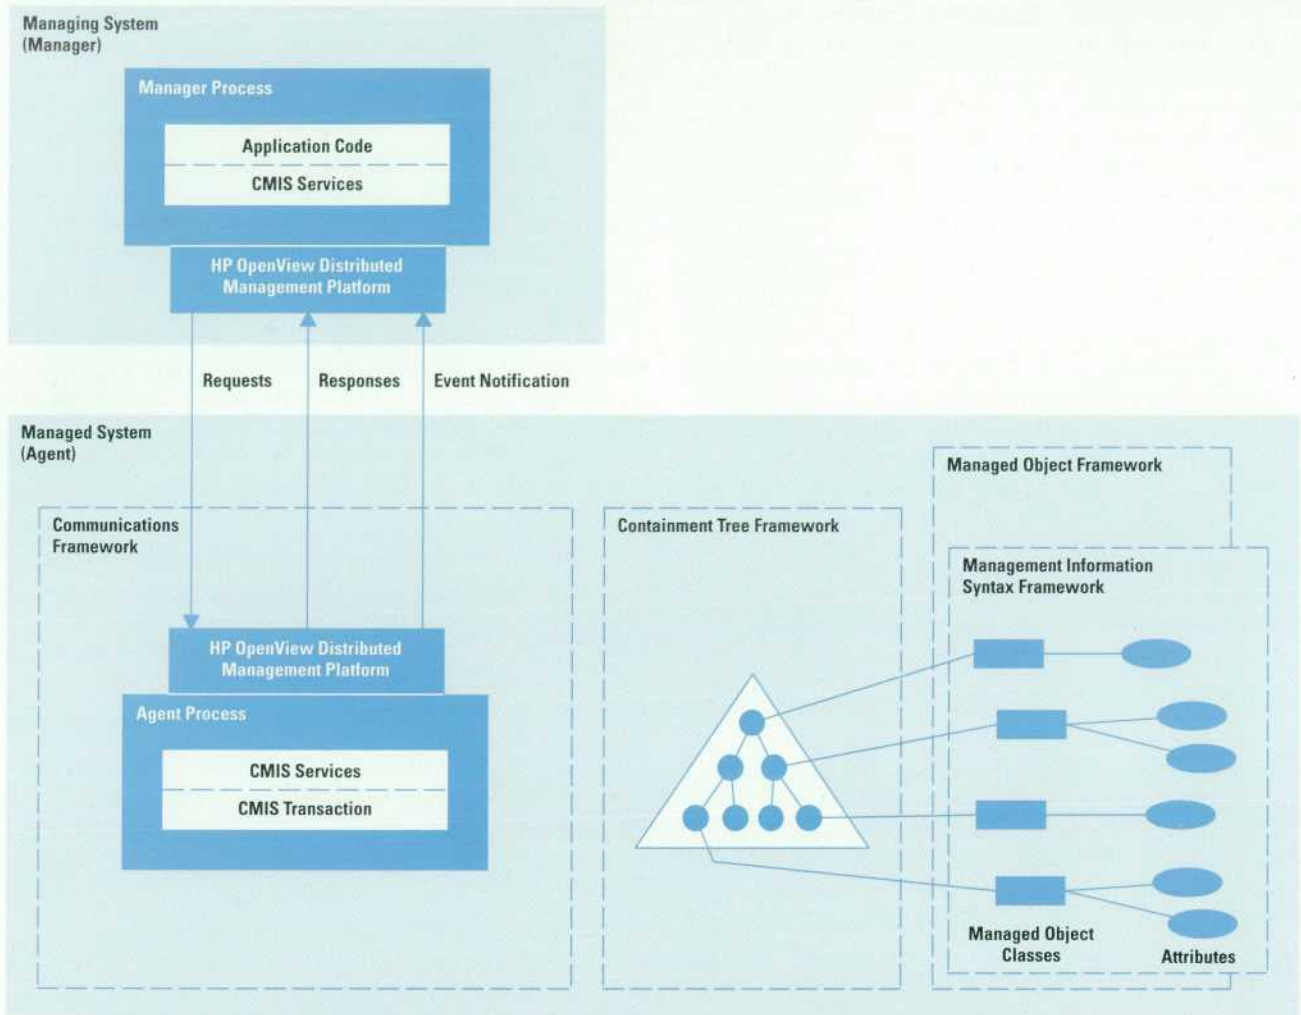 Managing System
(Manager)
Manager Process
Application Code
CMIS Services
HP OpenView Distributed
Management Platform
Requests
Responses
Event Notification
Managed System
(Agent)
Communications
Framework
HP OpenView Distributed
Management Platform
Agent Process
CMIS Services
CMIS Transaction
Containment Tree Framework
Managed Object Framework
Management Information
Syntax Framework
Managed Object
Classes
Attributes